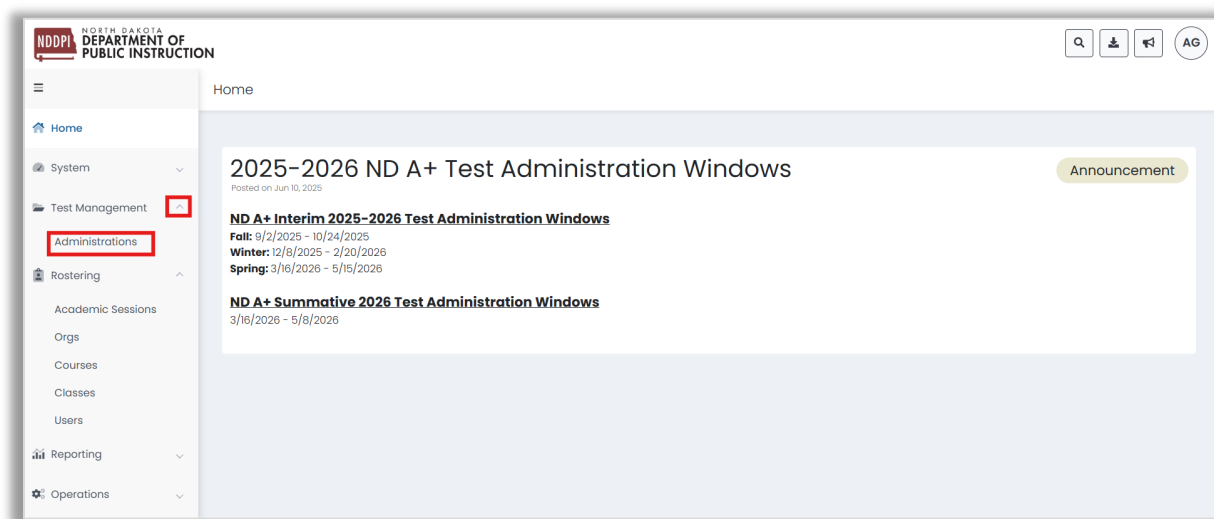 NDDPI
NORTH DAKOTA
DEPARTMENT OF
PUBLIC INSTRUCTION
AG
Home
Home
System
Test Management
Administrations
Rostering
Academic Sessions
Orgs
Courses
Classes
Users
Reporting
Operations
2025-2026 ND A+ Test Administration Windows
Announcement
Posted on Jun 10, 2025
ND A+ Interim 2025-2026 Test Administration Windows
Fall: 9/2/2025 - 10/24/2025
Winter: 12/8/2025 - 2/20/2026
Spring: 3/16/2026 - 5/15/2026
ND A+ Summative 2026 Test Administration Windows
3/16/2026 - 5/8/2026